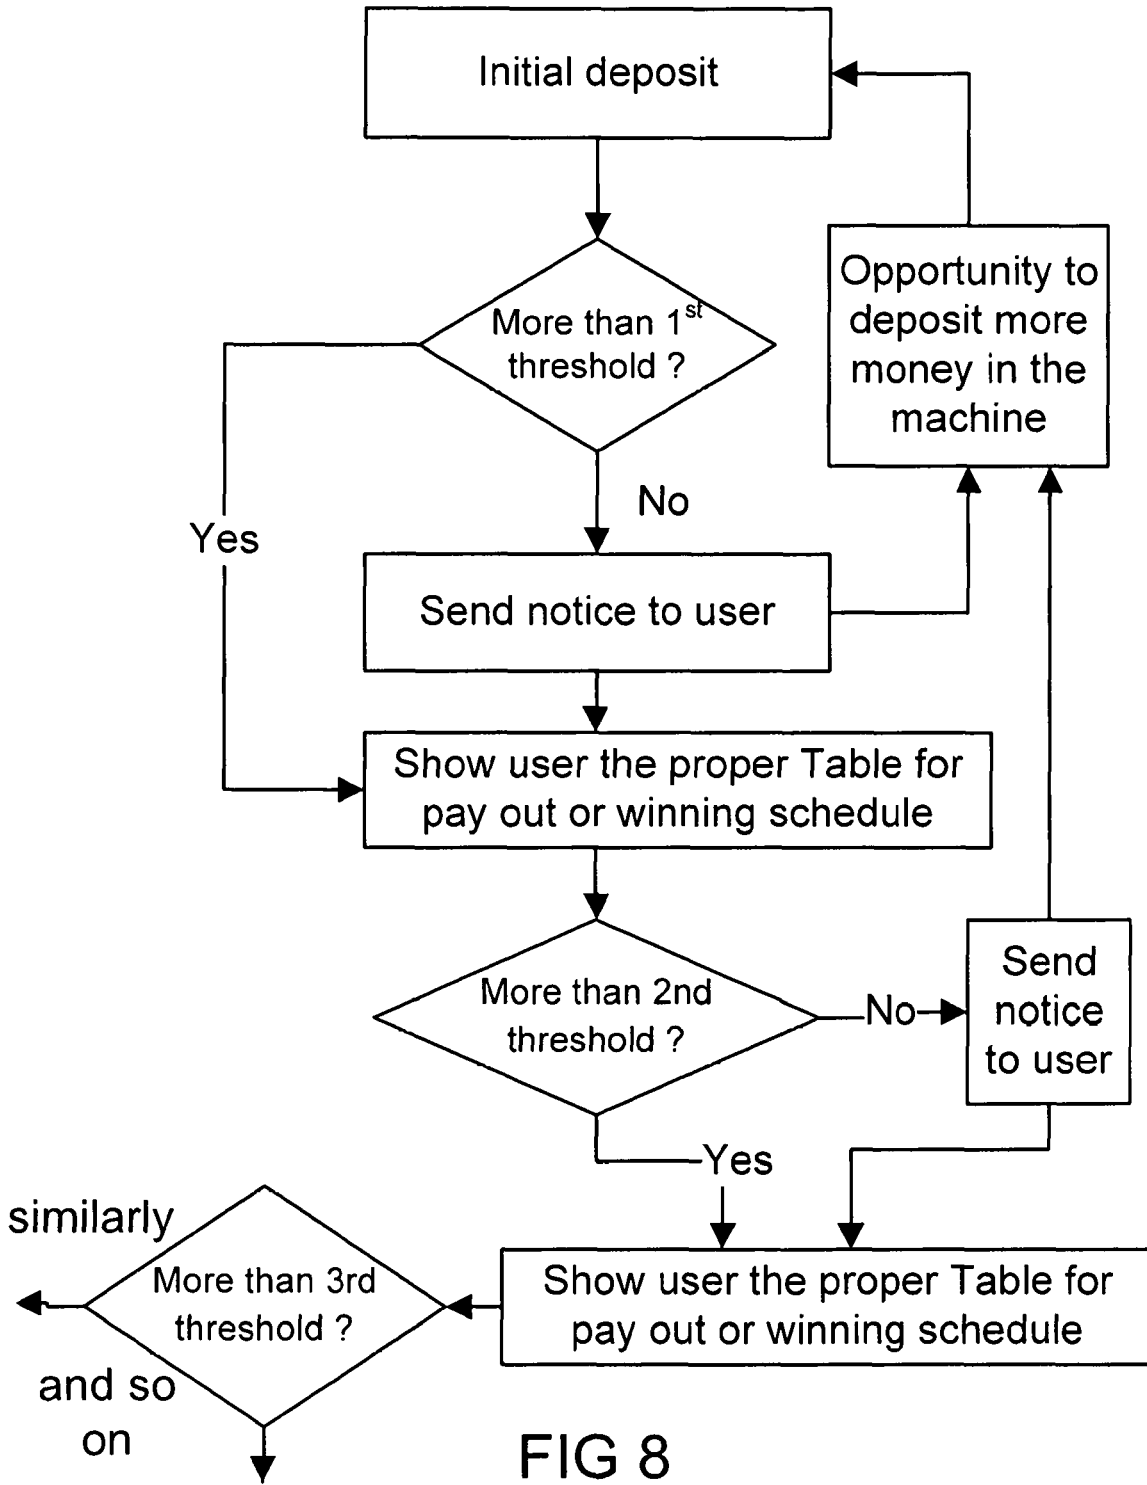 Initial deposit
More than 1st
threshold ?
Opportunity to
deposit more
money in the
machine
No
Yes
Send notice to user
Show user the proper Table for
pay out or winning schedule
More than 2nd
threshold ?
No
Send
notice
to user
Yes
similarly
More than 3rd
threshold ?
Show user the proper Table for
pay out or winning schedule
and so
on
FIG 8